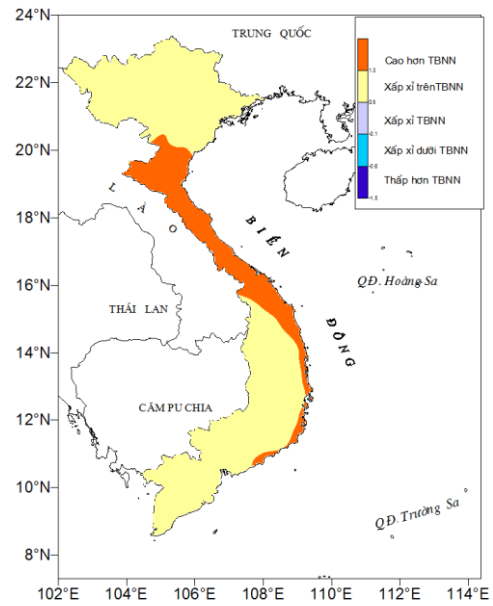 24°N
22°N
20°N
18°N
16°N
14°N
12°N
10°N
8°N
102°E 104°E 106°E 108°E 110°E 112°E 114°E
TRUNG QUỐC
Cao hơn TBNN
Xấp xỉ trênTBNN
Xấp xỉ TBNN
Xấp xỉ dưới TBNN
Thấp hơn TBNN
LAO
BIỂN
ĐÔNG
QĐ. Hoàng Sa
THÁI LAN
CĂM PU CHIA
QĐ. Trường Sa